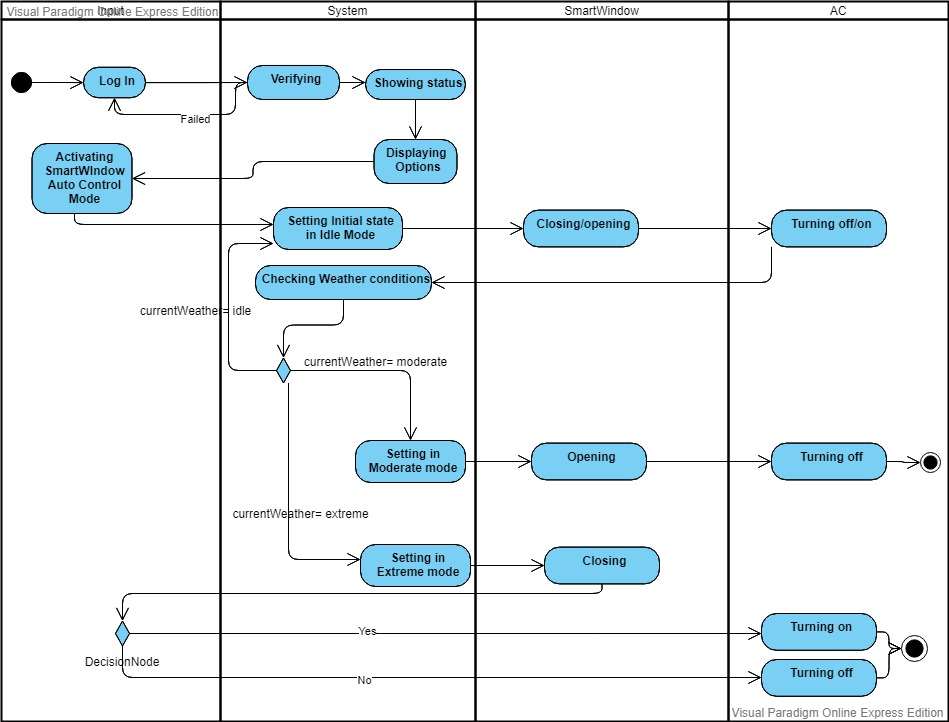 Visual Paradigm Online Express Edition
Input
System
SmartWindow
AC
Log In
Verifying
Showing status
Failed
Displaying
Options
Activating
SmartWIndow
Auto Control
Mode
Setting Initial state
in Idle Mode
Closing/opening
Turning off/on
Checking Weather conditions
currentWeather= idle
currentWeather= moderate
Setting in
Moderate mode
Opening
Turning off
currentWeather= extreme
Setting in
Extreme mode
Closing
Yes
Turning on
DecisionNode
No
Turning off
Visual Paradigm Online Express Edition